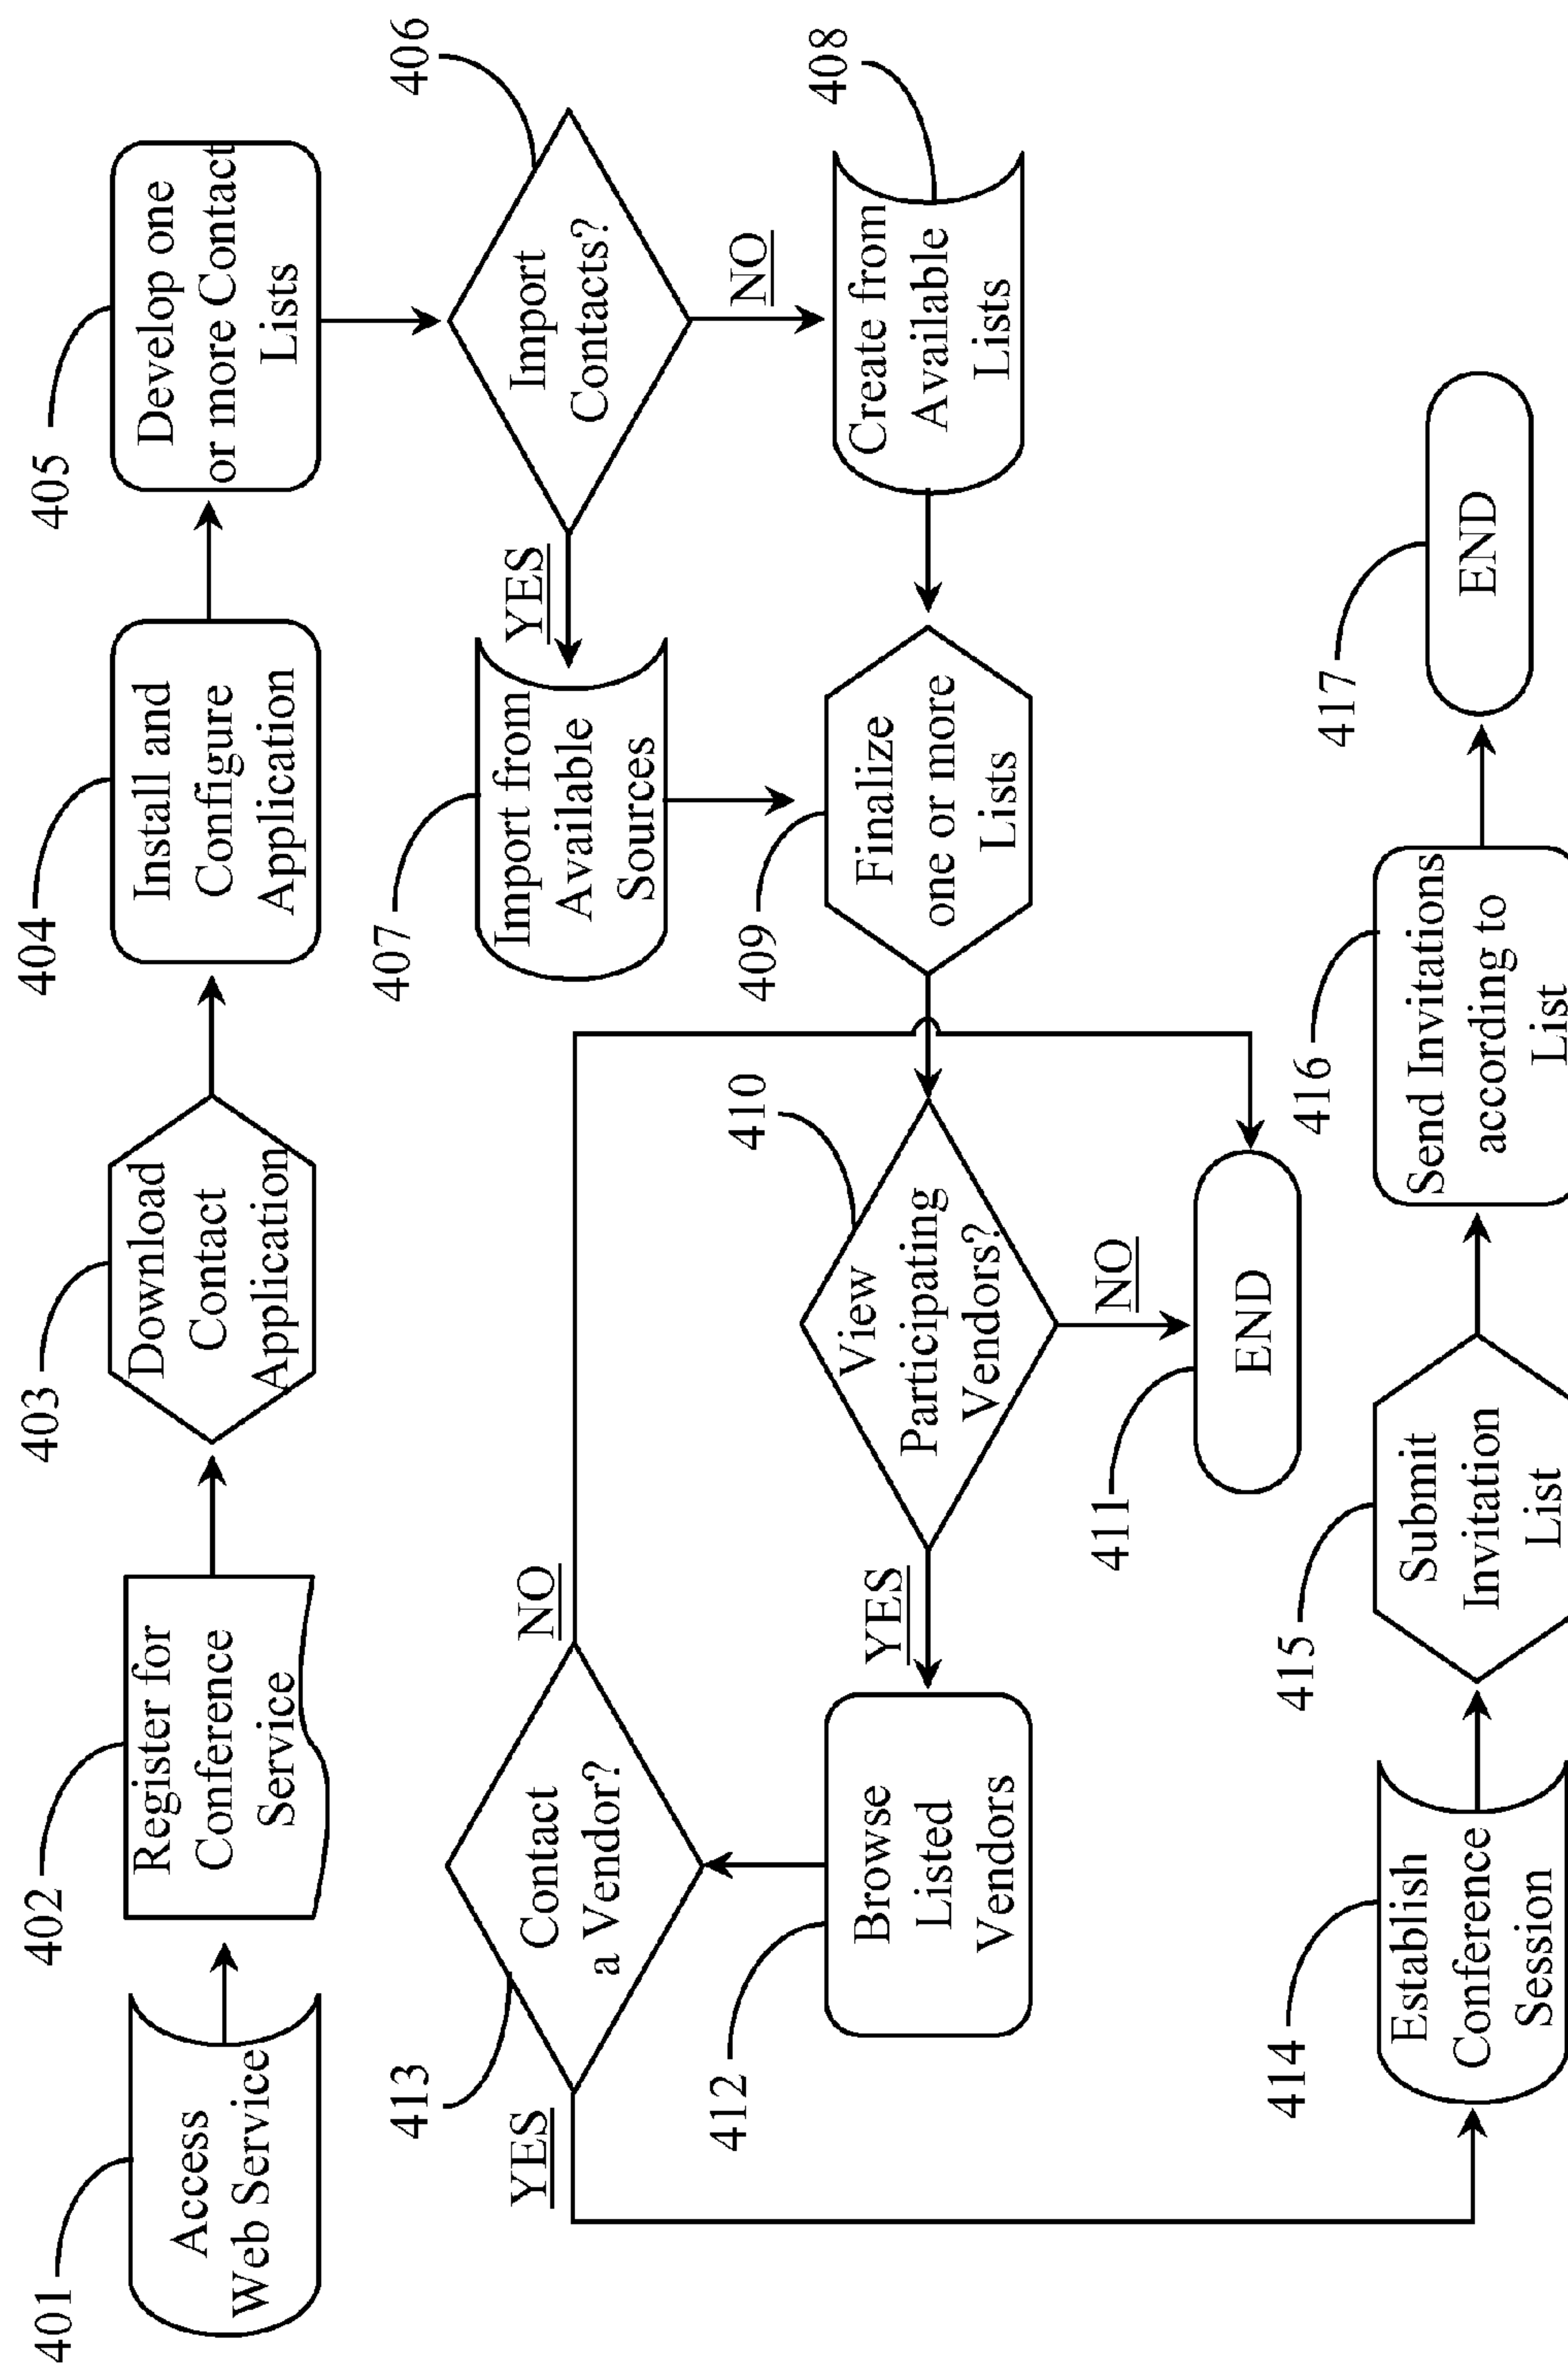 401
Access
Web Service
402
Register for
Conference
Service
403
Download
Contact
Application
404
Install and
Configure
Application
405
Develop one
or more Contact
Lists
406
Import
Contacts?
YES
NO
407
Import from
Available
Sources
408
Create from
Available
Lists
409
Finalize
one or more
Lists
410
View
Participating
Vendors?
YES
NO
411
END
412
Browse
Listed
Vendors
413
Contact
a Vendor?
YES
NO
414
Establish
Conference
Session
415
Submit
Invitation
List
416
Send Invitations
according to
List
417
END